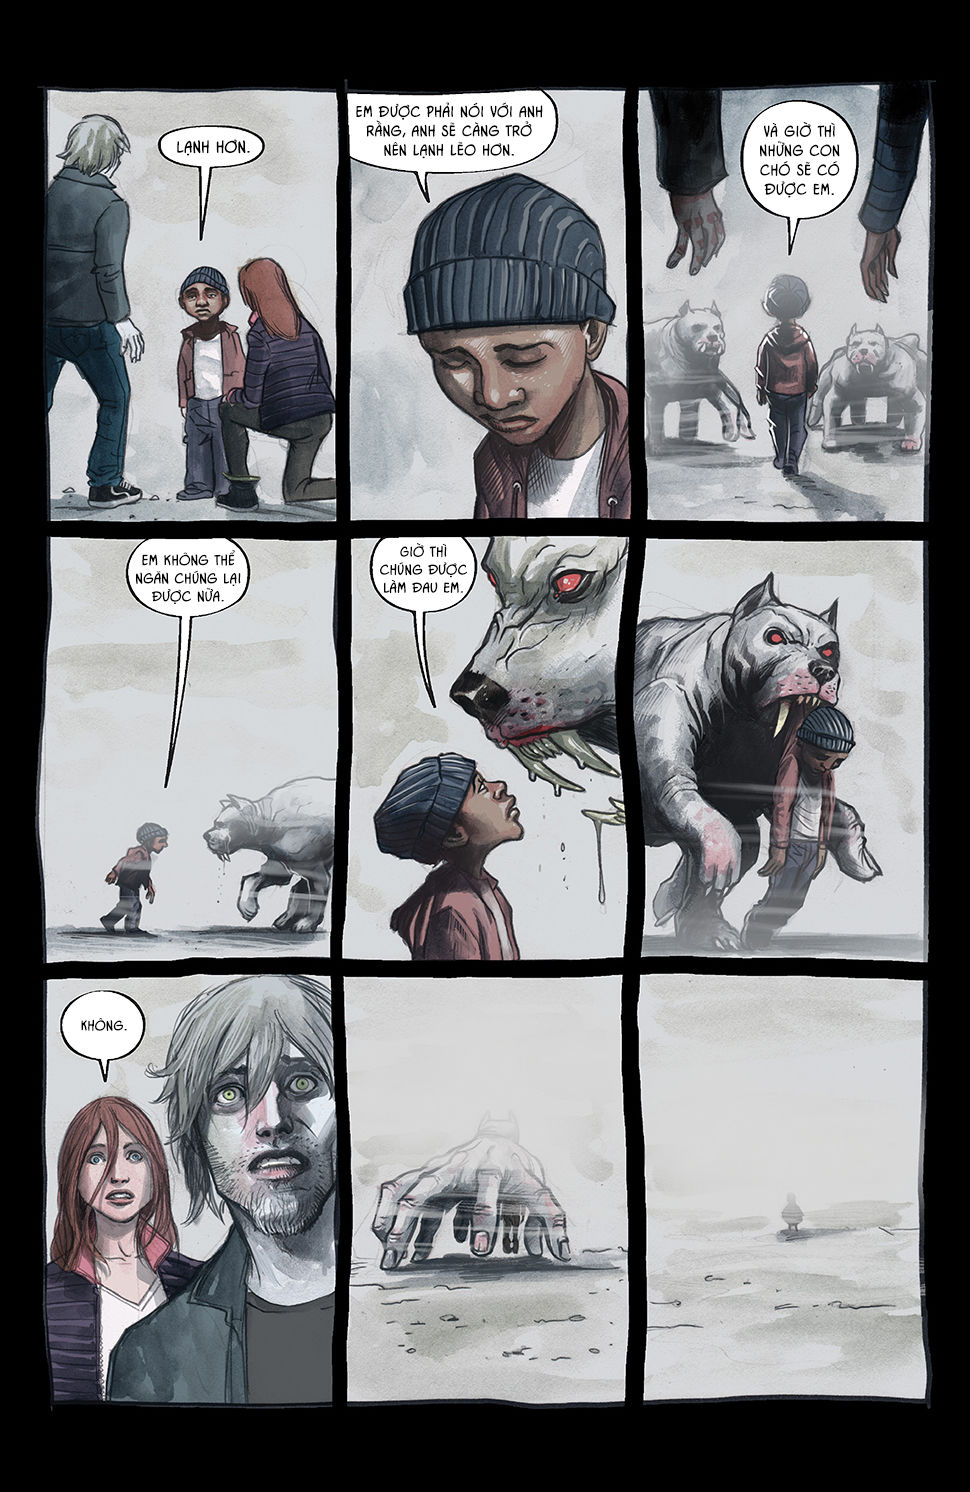 LẠNH HƠN.
EM ĐƯỢC PHẢI NÓI VỚI ANH
RẰNG, ANH SẼ CÀNG TRỞ
NÊN LẠNH LẼO HƠN.
VÀ GIỜ THÌ
NHỮNG CON
CHÓ SẼ CÓ
ĐƯỢC EM.
EM KHÔNG THỂ
NGĂN CHÚNG LẠI
ĐƯỢC NỮA.
GIỜ THÌ
CHÚNG ĐƯỢC
LÀM ĐAU EM.
KHÔNG.